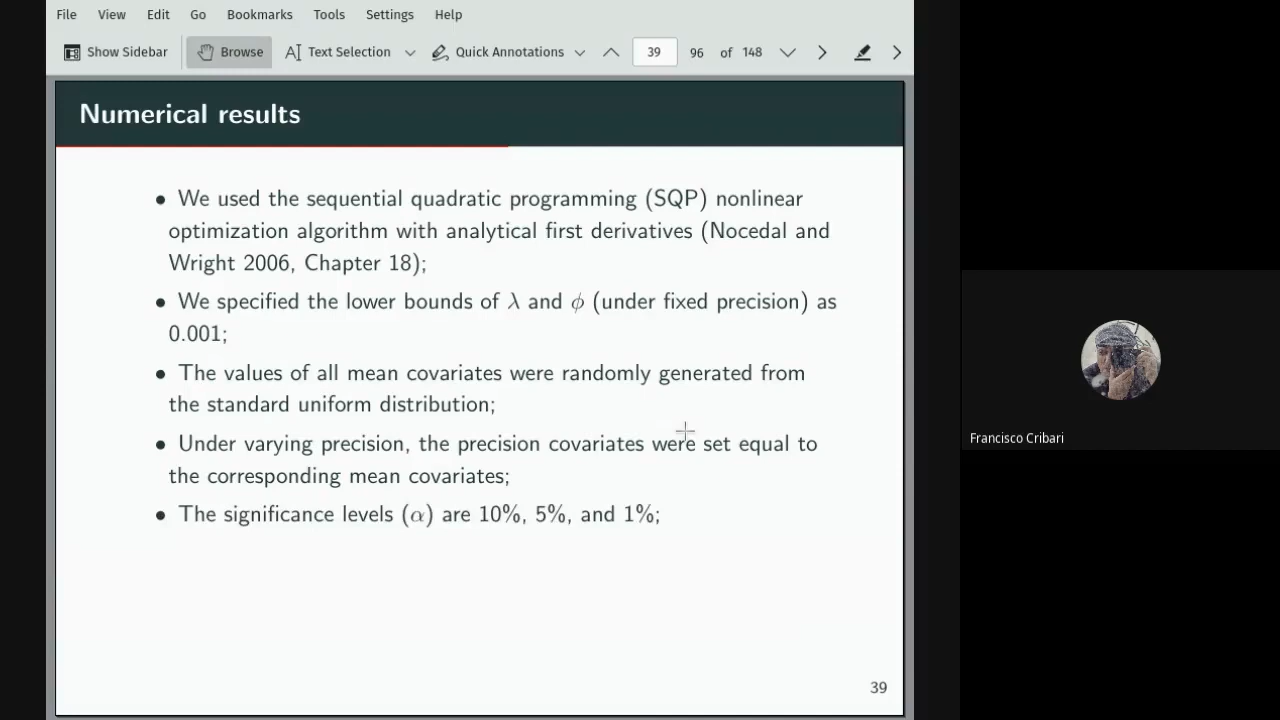 File View Edit Go Bookmarks Tools Settings Help
Show Sidebar Browse Text Selection Quick Annotations 39 96 of 148
Numerical results
• We used the sequential quadratic programming (SQP) nonlinear
optimization algorithm with analytical first derivatives (Nocedal and
Wright 2006, Chapter 18);
• We specified the lower bounds of λ and ϕ (under fixed precision) as
0.001;
• The values of all mean covariates were randomly generated from
the standard uniform distribution;
• Under varying precision, the precision covariates were set equal to
the corresponding mean covariates;
• The significance levels (α) are 10%, 5%, and 1%;
39
Francisco Cribari